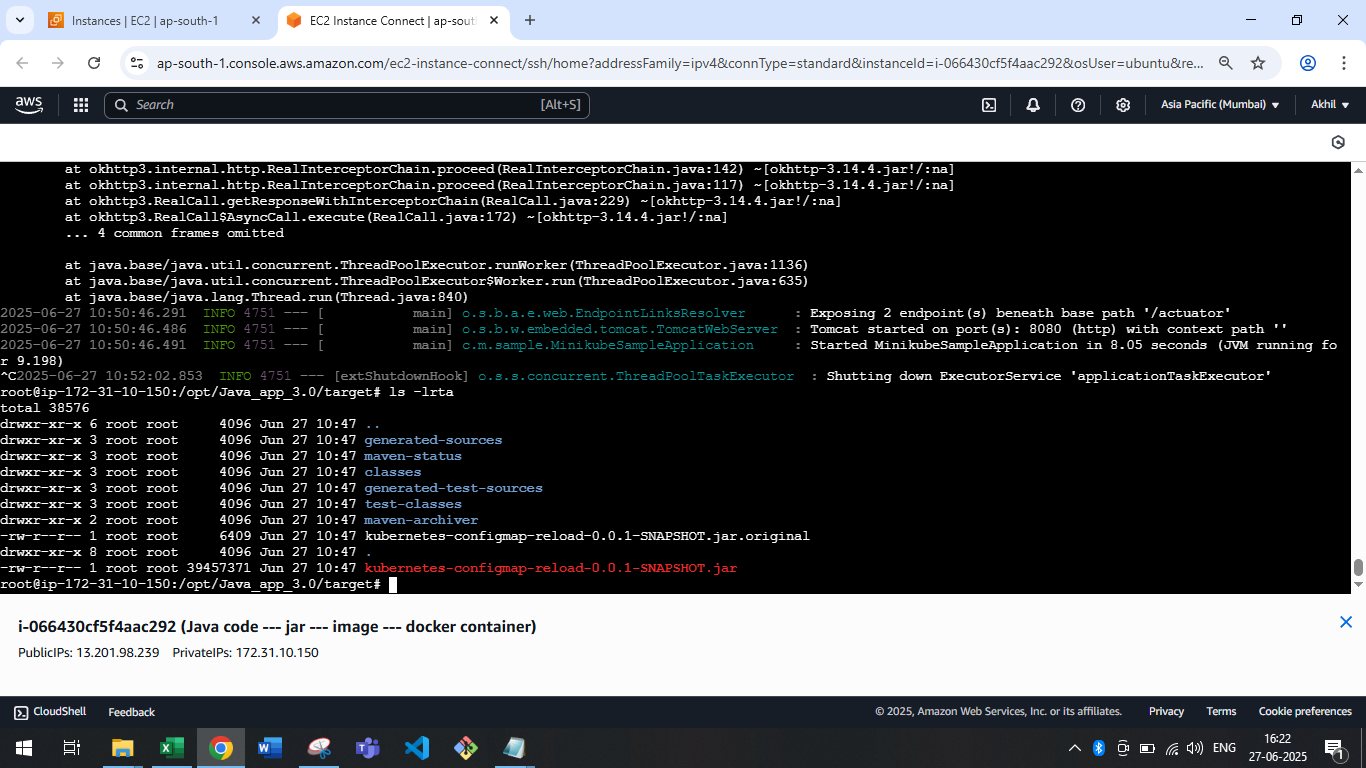 Instances | EC2 | ap-south-1
EC2 Instance Connect | ap-sou
ap-south-1.console.aws.amazon.com/ec2-instance-connect/ssh/home?addressFamily=ipv4&connType=standard&instanceId=i-066430cf5f4aac292&osUser=ubuntu&re...
aws
Search
[Alt+S]
Asia Pacific (Mumbai)
Akhil
at okhttp3.internal.http.RealInterceptorChain.proceed(RealInterceptorChain.java:142) ~[okhttp-3.14.4.jar!/:na]
at okhttp3.internal.http.RealInterceptorChain.proceed(RealInterceptorChain.java:117) ~[okhttp-3.14.4.jar!/:na]
at okhttp3.RealCall.getResponseWithInterceptorChain(RealCall.java:229) ~[okhttp-3.14.4.jar!/:na]
at okhttp3.RealCall$AsyncCall.execute(RealCall.java:172) ~[okhttp-3.14.4.jar!/:na]
... 4 common frames omitted
at java.base/java.util.concurrent.ThreadPoolExecutor.runWorker(ThreadPoolExecutor.java:1136)
at java.base/java.util.concurrent.ThreadPoolExecutor$Worker.run(ThreadPoolExecutor.java:635)
at java.base/java.lang.Thread.run(Thread.java:840)
2025-06-27 10:50:46.291  INFO 4751 --- [           main] o.s.b.a.e.web.EndpointLinksResolver      : Exposing 2 endpoint(s) beneath base path '/actuator'
2025-06-27 10:50:46.486  INFO 4751 --- [           main] o.s.b.w.embedded.tomcat.TomcatWebServer  : Tomcat started on port(s): 8080 (http) with context path ''
2025-06-27 10:50:46.491  INFO 4751 --- [           main] c.m.sample.MinikubeSampleApplication     : Started MinikubeSampleApplication in 8.05 seconds (JVM running fo
r 9.198)
^C2025-06-27 10:52:02.853  INFO 4751 --- [extShutdownHook] o.s.s.concurrent.ThreadPoolTaskExecutor  : Shutting down ExecutorService 'applicationTaskExecutor'
root@ip-172-31-10-150:/opt/Java_app_3.0/target# ls -lrta
total 38576
drwxr-xr-x 6 root root     4096 Jun 27 10:47 ..
drwxr-xr-x 3 root root     4096 Jun 27 10:47 generated-sources
drwxr-xr-x 3 root root     4096 Jun 27 10:47 maven-status
drwxr-xr-x 3 root root     4096 Jun 27 10:47 classes
drwxr-xr-x 3 root root     4096 Jun 27 10:47 generated-test-sources
drwxr-xr-x 3 root root     4096 Jun 27 10:47 test-classes
drwxr-xr-x 2 root root     4096 Jun 27 10:47 maven-archiver
-rw-r--r-- 1 root root     6409 Jun 27 10:47 kubernetes-configmap-reload-0.0.1-SNAPSHOT.jar.original
drwxr-xr-x 8 root root     4096 Jun 27 10:47 .
-rw-r--r-- 1 root root 39457371 Jun 27 10:47 kubernetes-configmap-reload-0.0.1-SNAPSHOT.jar
root@ip-172-31-10-150:/opt/Java_app_3.0/target#
i-066430cf5f4aac292 (Java code --- jar --- image --- docker container)
PublicIPs: 13.201.98.239    PrivateIPs: 172.31.10.150
CloudShell
Feedback
© 2025, Amazon Web Services, Inc. or its affiliates.
Privacy
Terms
Cookie preferences
ENG
16:22
27-06-2025
1